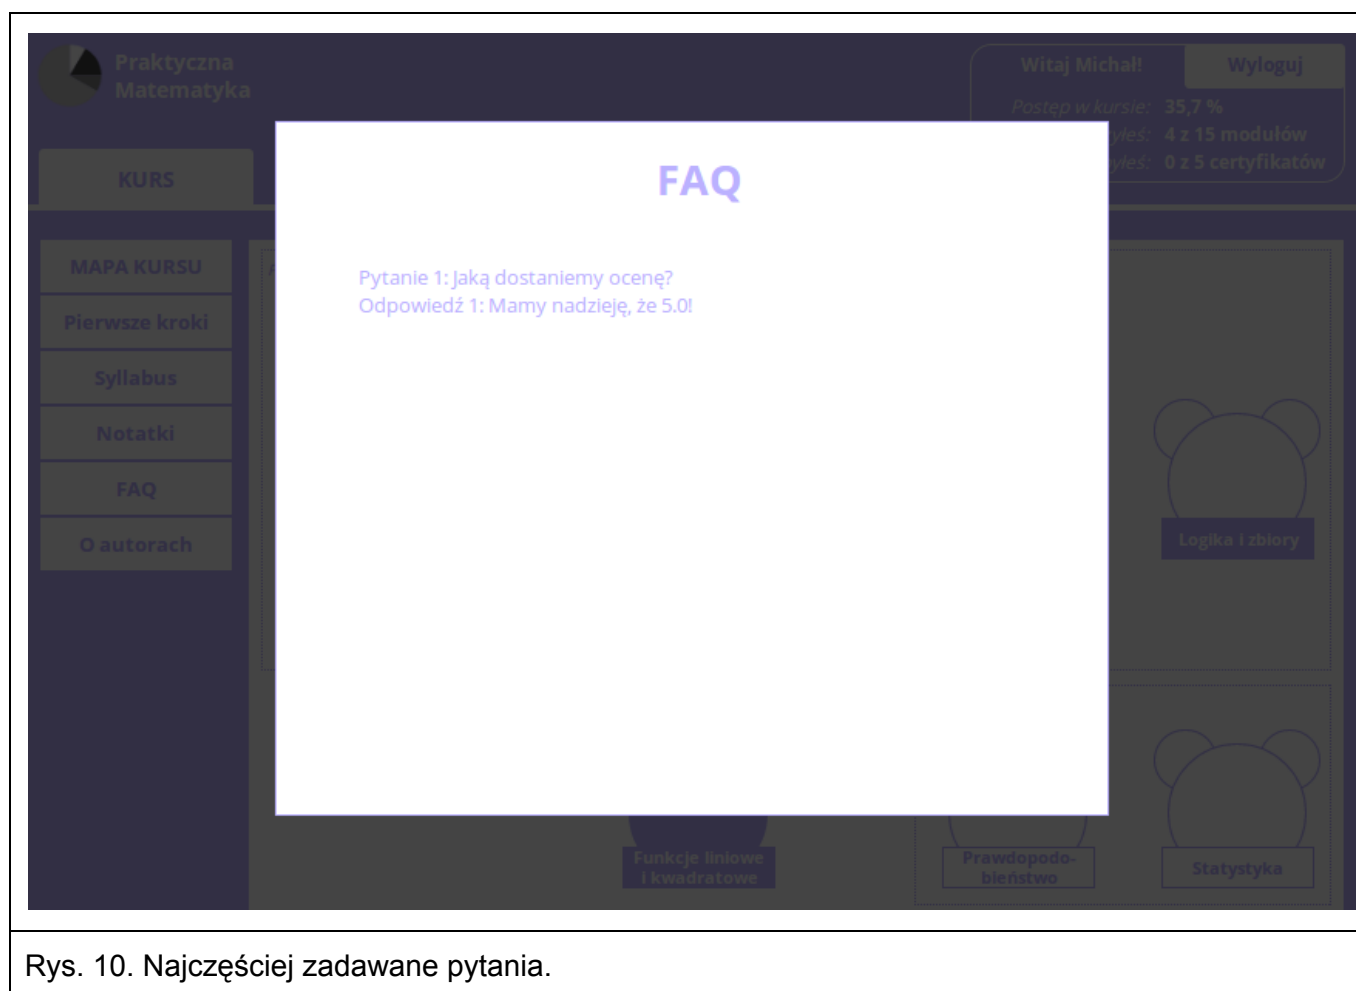 Praktyczna
Matematyka
Witaj Michał!
Wyloguj
Postęp w kursie: 35,7 %
yłeś: 4 z 15 modułów
yłeś: 0 z 5 certyfikatów
KURS
FAQ
MAPA KURSU
Pierwsze kroki
Syllabus
Notatki
FAQ
O autorach
Pytanie 1: Jaką dostaniemy ocenę?
Odpowiedź 1: Mamy nadzieję, że 5.0!
Logika i zbiory
Funkcje liniowe
i kwadratowe
Prawdopodo-
bieństwo
Statystyka
Rys. 10. Najczęściej zadawane pytania.